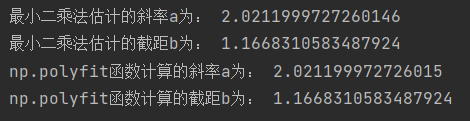 最小二乘法估计的斜率a为： 2.0211999727260146
最小二乘法估计的截距b为： 1.1668310583487924
np.polyfit函数计算的斜率a为： 2.021199972726015
np.polyfit函数计算的截距b为： 1.1668310583487924